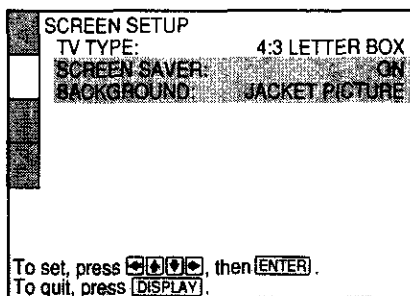 SCREEN SETUP
TV TYPE: 4:3 LETTER BOX
SCREEN SAVER: ON
BACKGROUND: JACKET PICTURE
To set, press ←↑↓→, then ENTER.
To quit, press DISPLAY.